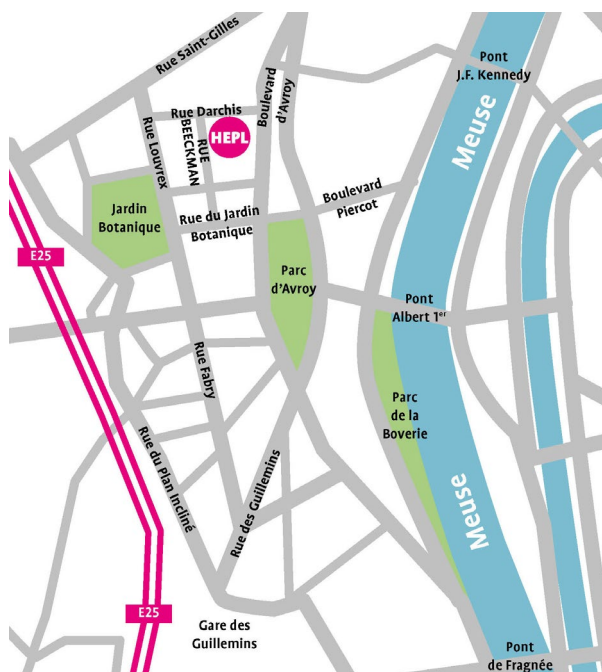 Rue Saint-Gilles
Boulevard
d'Avroy
Pont
J.F. Kennedy
Meuse
Rue Darchis
HEPL
RUE
BEECKMAN
Rue Louvrex
Jardin
Botanique
Rue du Jardin
Botanique
Boulevard
Piercot
E25
Parc
d'Avroy
Pont
Albert 1er
Rue Fabry
Parc
de la
Boverie
Rue du Plan Incliné
Rue des Guillemins
Meuse
E25
Gare des
Guillemins
Pont
de Fragnée